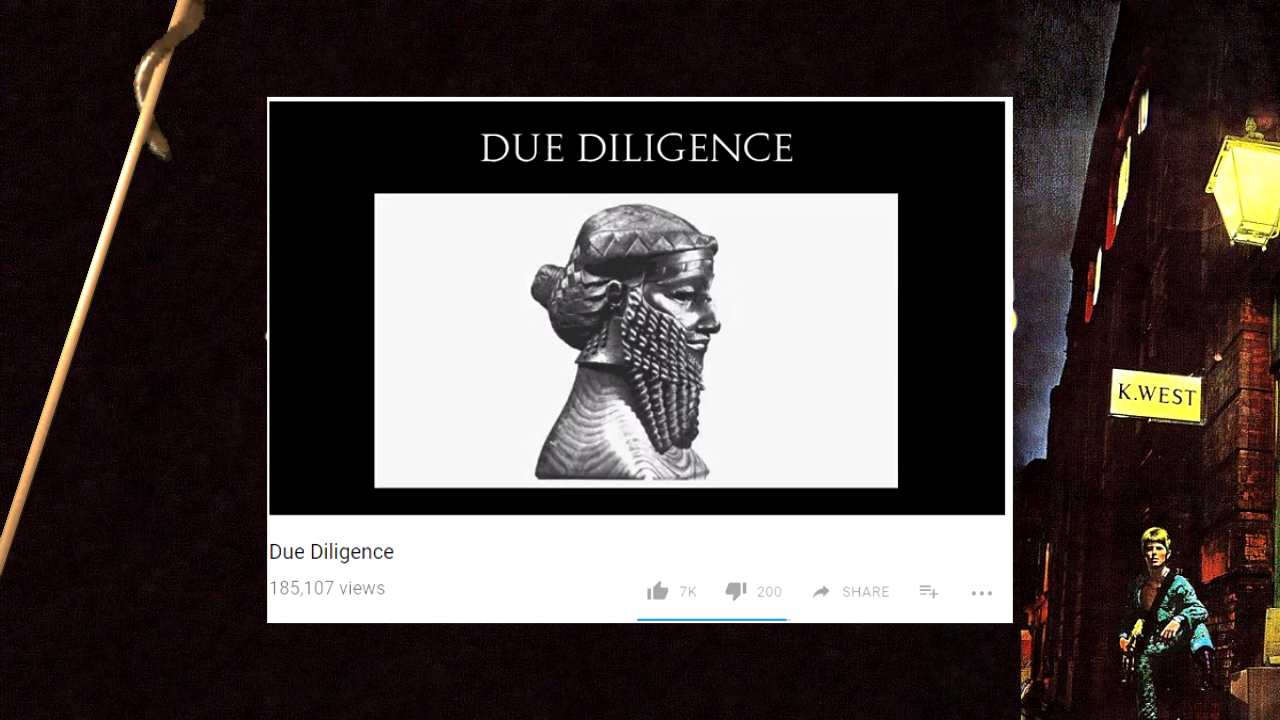 DUE DILIGENCE
K.WEST
Due Diligence
185,107 views
7K
200
SHARE